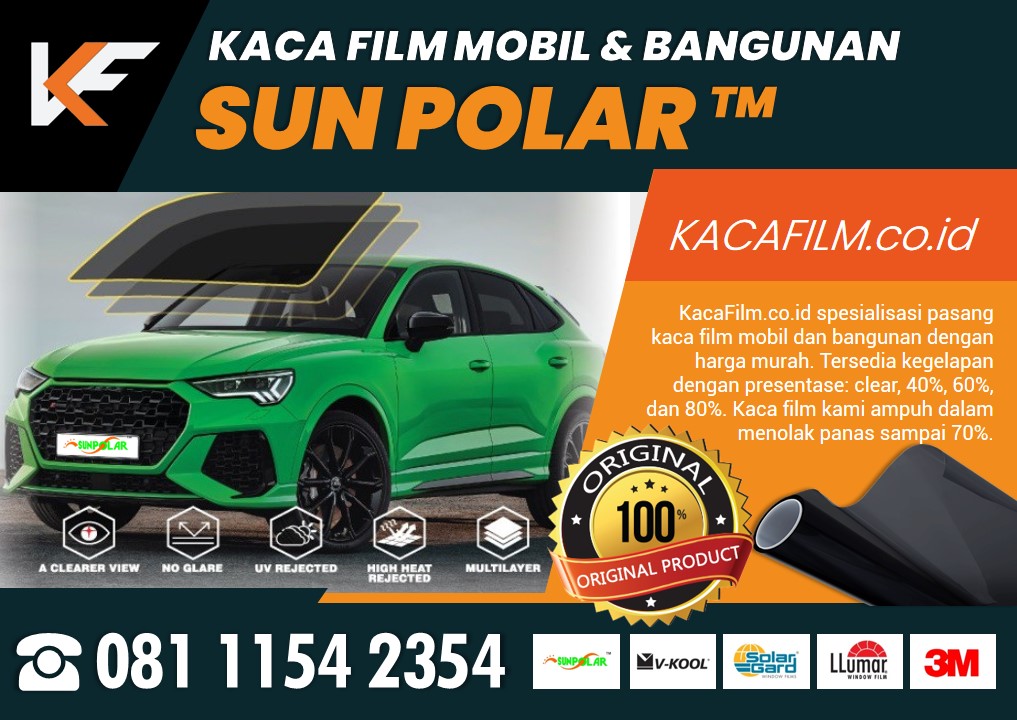 KF
KACA FILM MOBIL & BANGUNAN
SUN POLAR ™
KACAFILM.co.id
KacaFilm.co.id spesialisasi pasang
kaca film mobil dan bangunan dengan
harga murah. Tersedia kegelapan
dengan presentase: clear, 40%, 60%,
dan 80%. Kaca film kami ampuh dalam
menolak panas sampai 70%.
SUNPOLAR
ORIGINAL
100%
ORIGINAL PRODUCT
A CLEARER VIEW
NO GLARE
UV REJECTED
HIGH HEAT
REJECTED
MULTILAYER
081 1154 2354
SUNPOLAR ™
V-KOOL
Solar
Gard
WINDOW FILMS
LLumar
WINDOW FILM
3M